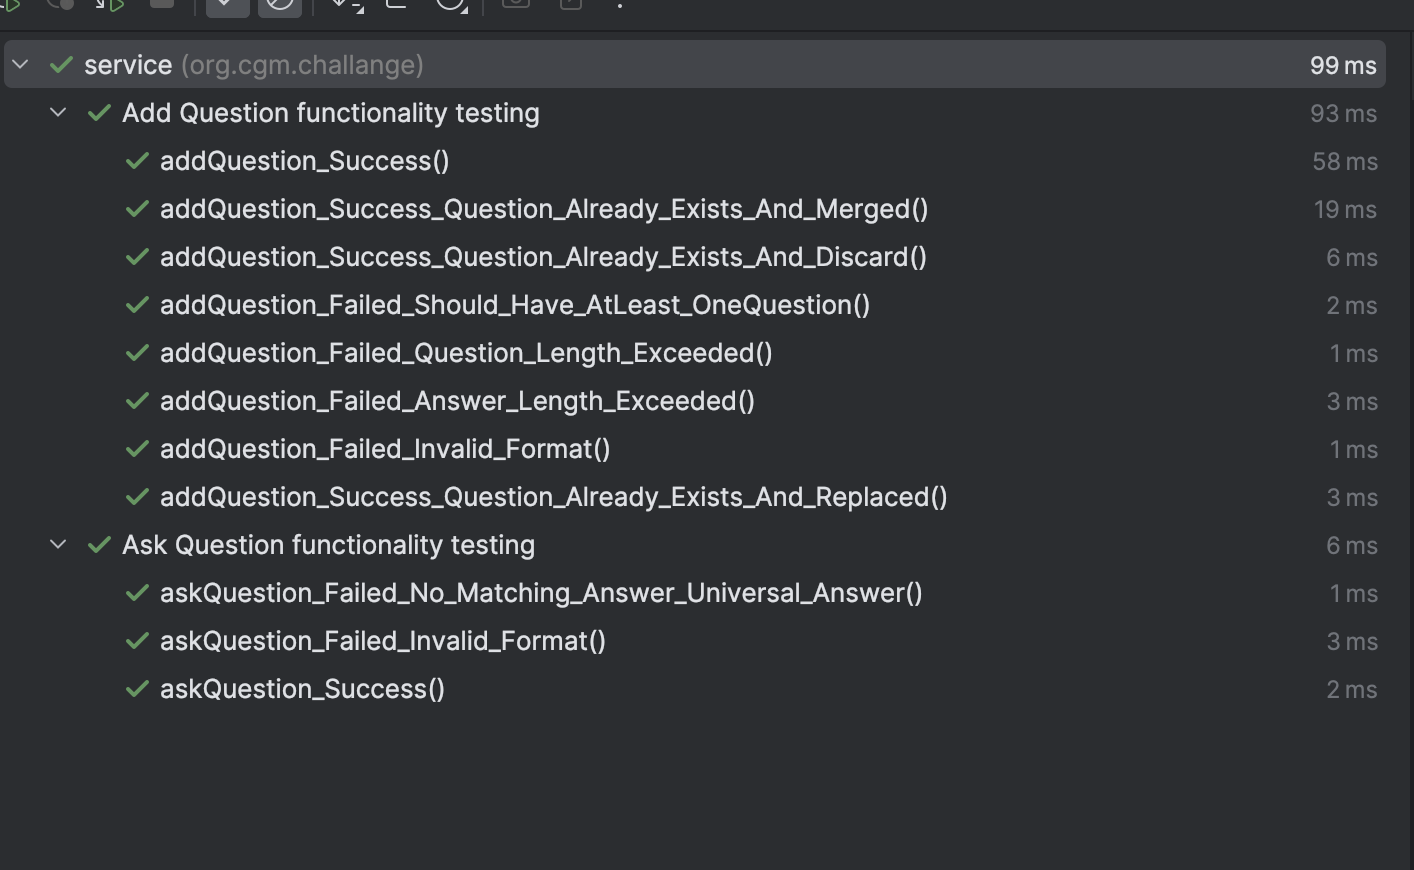 service (org.cgm.challange) 99 ms
Add Question functionality testing 93 ms
addQuestion_Success() 58 ms
addQuestion_Success_Question_Already_Exists_And_Merged() 19 ms
addQuestion_Success_Question_Already_Exists_And_Discard() 6 ms
addQuestion_Failed_Should_Have_AtLeast_OneQuestion() 2 ms
addQuestion_Failed_Question_Length_Exceeded() 1 ms
addQuestion_Failed_Answer_Length_Exceeded() 3 ms
addQuestion_Failed_Invalid_Format() 1 ms
addQuestion_Success_Question_Already_Exists_And_Replaced() 3 ms
Ask Question functionality testing 6 ms
askQuestion_Failed_No_Matching_Answer_Universal_Answer() 1 ms
askQuestion_Failed_Invalid_Format() 3 ms
askQuestion_Success() 2 ms